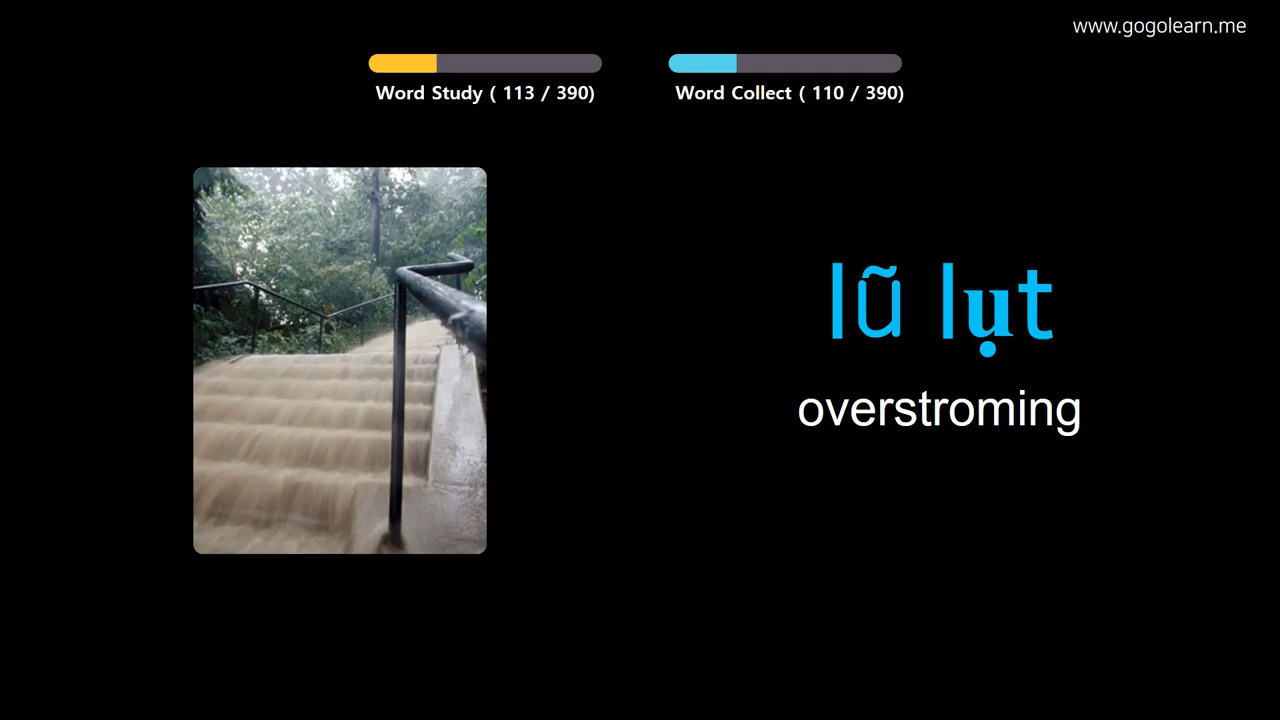 www.gogolearn.me
Word Study ( 113 / 390)
Word Collect ( 110 / 390)
lũ lụt
overstroming